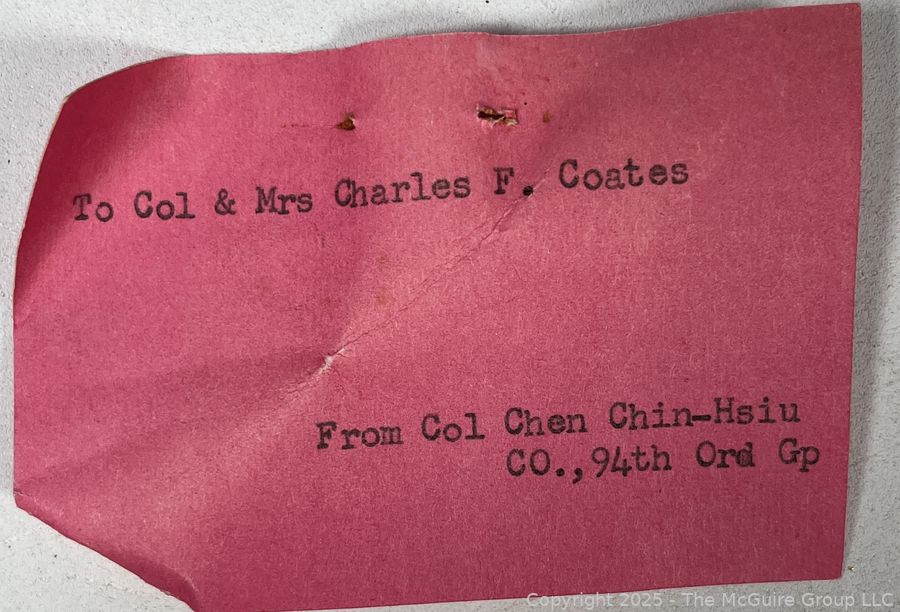 To Col & Mrs Charles F. Coates
From Col Chen Chin-Hsiu
CO.,94th Ord Gp
Copyright 2025 - The McGuire Group LLC